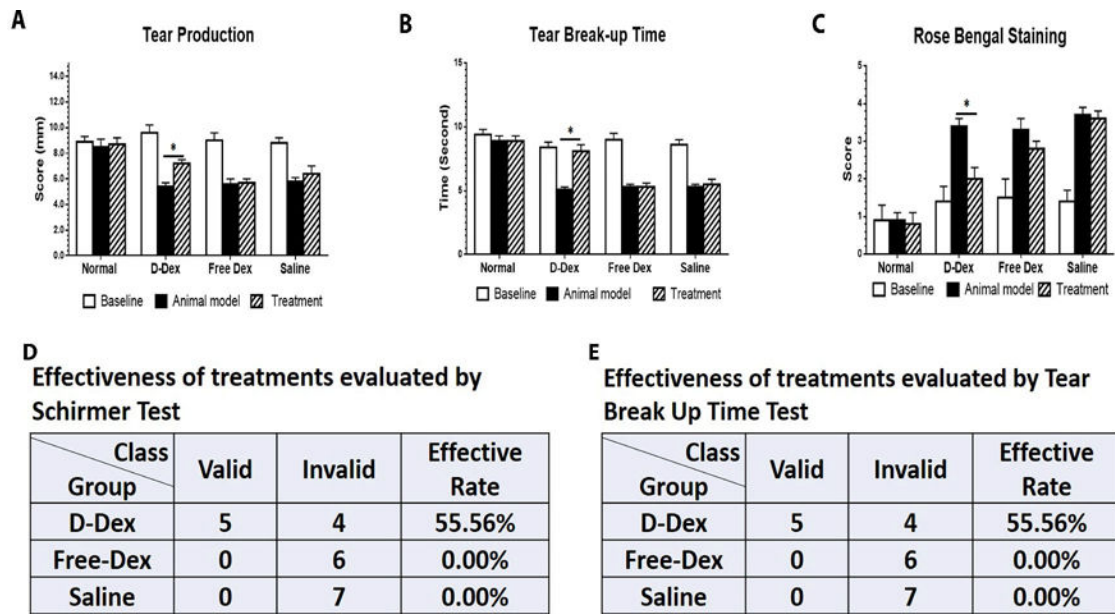 A
Tear Production
Score (mm)
14.0
12.0
10.0
8.0
6.0
4.0
2.0
0.0
*
Normal D-Dex Free Dex Saline
Baseline Animal model Treatment
B
Tear Break-up Time
Time (Second)
15
10
5
0
*
Normal D-Dex Free Dex Saline
Baseline Animal model Treatment
C
Rose Bengal Staining
Score
5
4
3
2
1
0
*
Normal D-Dex Free Dex Saline
Baseline Animal model Treatment
D
Effectiveness of treatments evaluated by
Schirmer Test
Class
Group
Valid Invalid Effective
Rate
D-Dex 5 4 55.56%
Free-Dex 0 6 0.00%
Saline 0 7 0.00%
E
Effectiveness of treatments evaluated by Tear
Break Up Time Test
Class
Group
Valid Invalid Effective
Rate
D-Dex 5 4 55.56%
Free-Dex 0 6 0.00%
Saline 0 7 0.00%